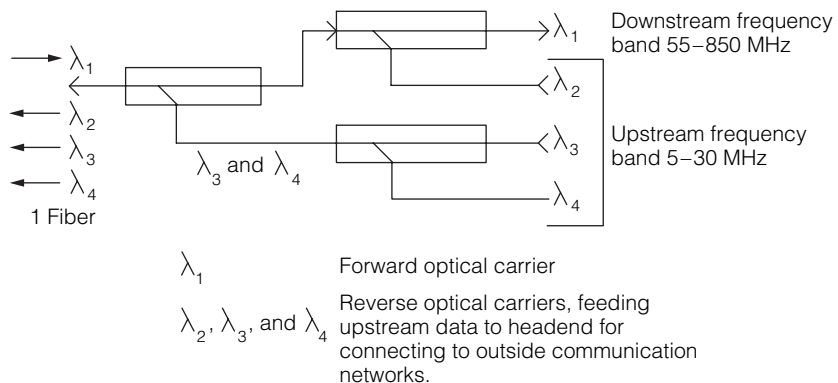 λ1
λ2
λ3
λ4
1 Fiber
λ3 and λ4
λ1
λ2
λ3
λ4
Downstream frequency
band 55–850 MHz
Upstream frequency
band 5–30 MHz
λ1 Forward optical carrier
λ2, λ3, and λ4 Reverse optical carriers, feeding
upstream data to headend for
connecting to outside communication
networks.